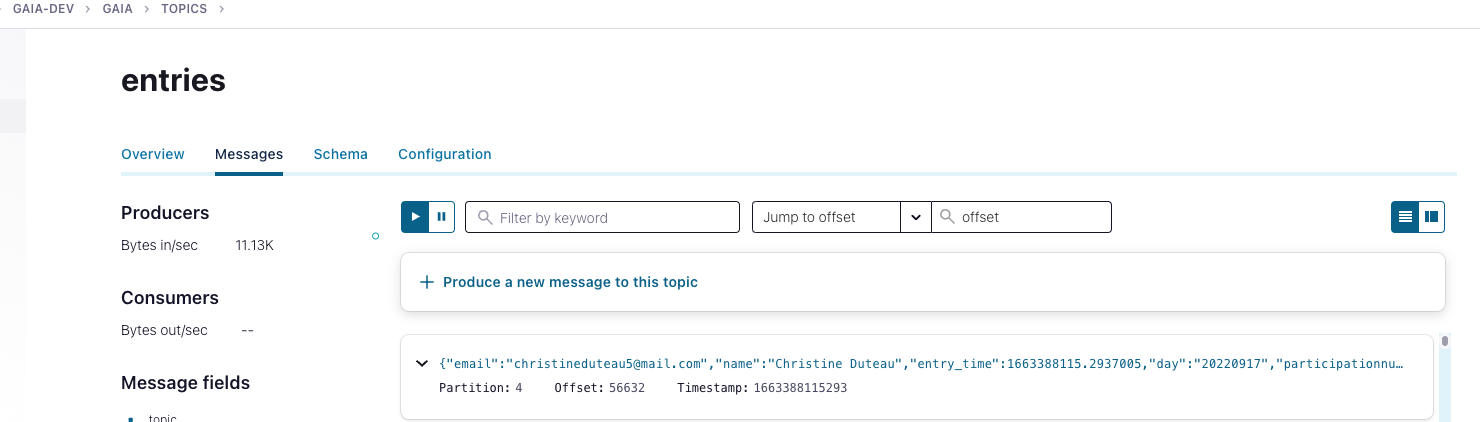 GAIA-DEV > GAIA > TOPICS >
entries
Overview Messages Schema Configuration
Producers
Bytes in/sec 11.13K
Consumers
Bytes out/sec --
Message fields
topic
Filter by keyword Jump to offset offset
+ Produce a new message to this topic
{"email":"christineduteau5@mail.com","name":"Christine Duteau","entry_time":1663388115.2937005,"day":"20220917","participationnu…
Partition: 4 Offset: 56632 Timestamp: 1663388115293